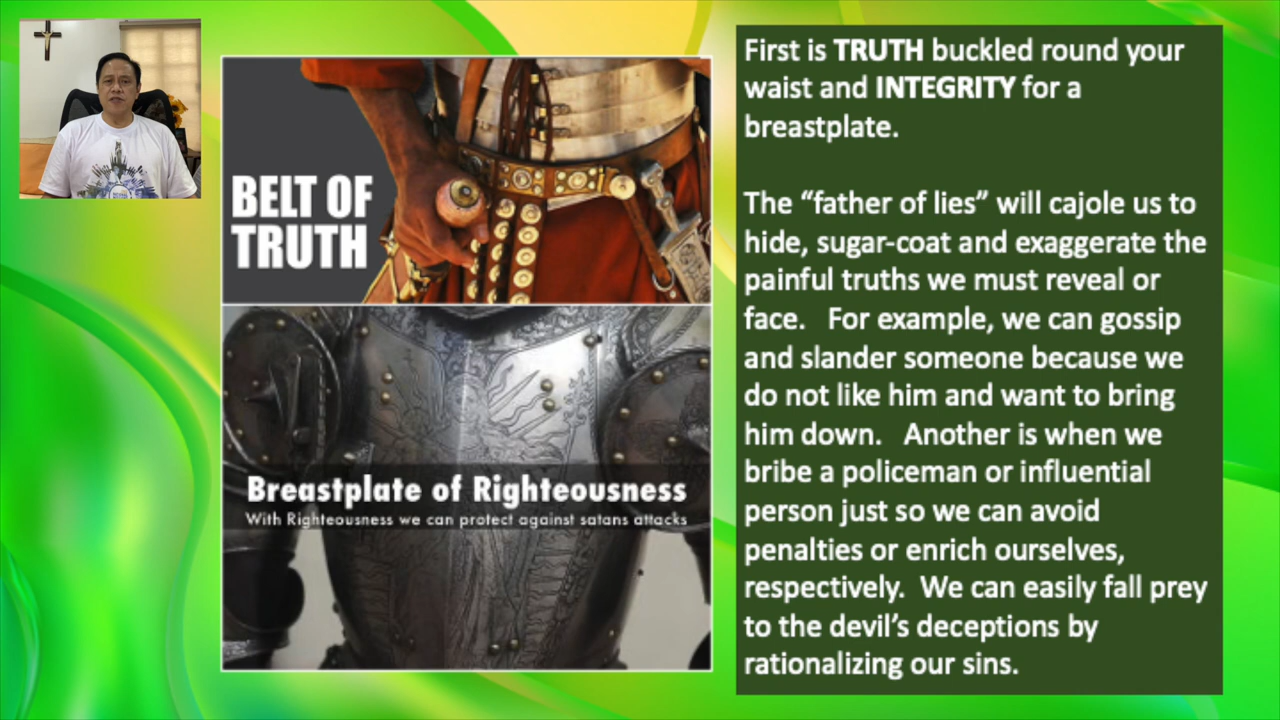 BELT OF
TRUTH
Breastplate of Righteousness
With Righteousness we can protect against satans attacks
First is TRUTH buckled round your
waist and INTEGRITY for a
breastplate.
The “father of lies” will cajole us to
hide, sugar-coat and exaggerate the
painful truths we must reveal or
face.   For example, we can gossip
and slander someone because we
do not like him and want to bring
him down.   Another is when we
bribe a policeman or influential
person just so we can avoid
penalties or enrich ourselves,
respectively.  We can easily fall prey
to the devil’s deceptions by
rationalizing our sins.